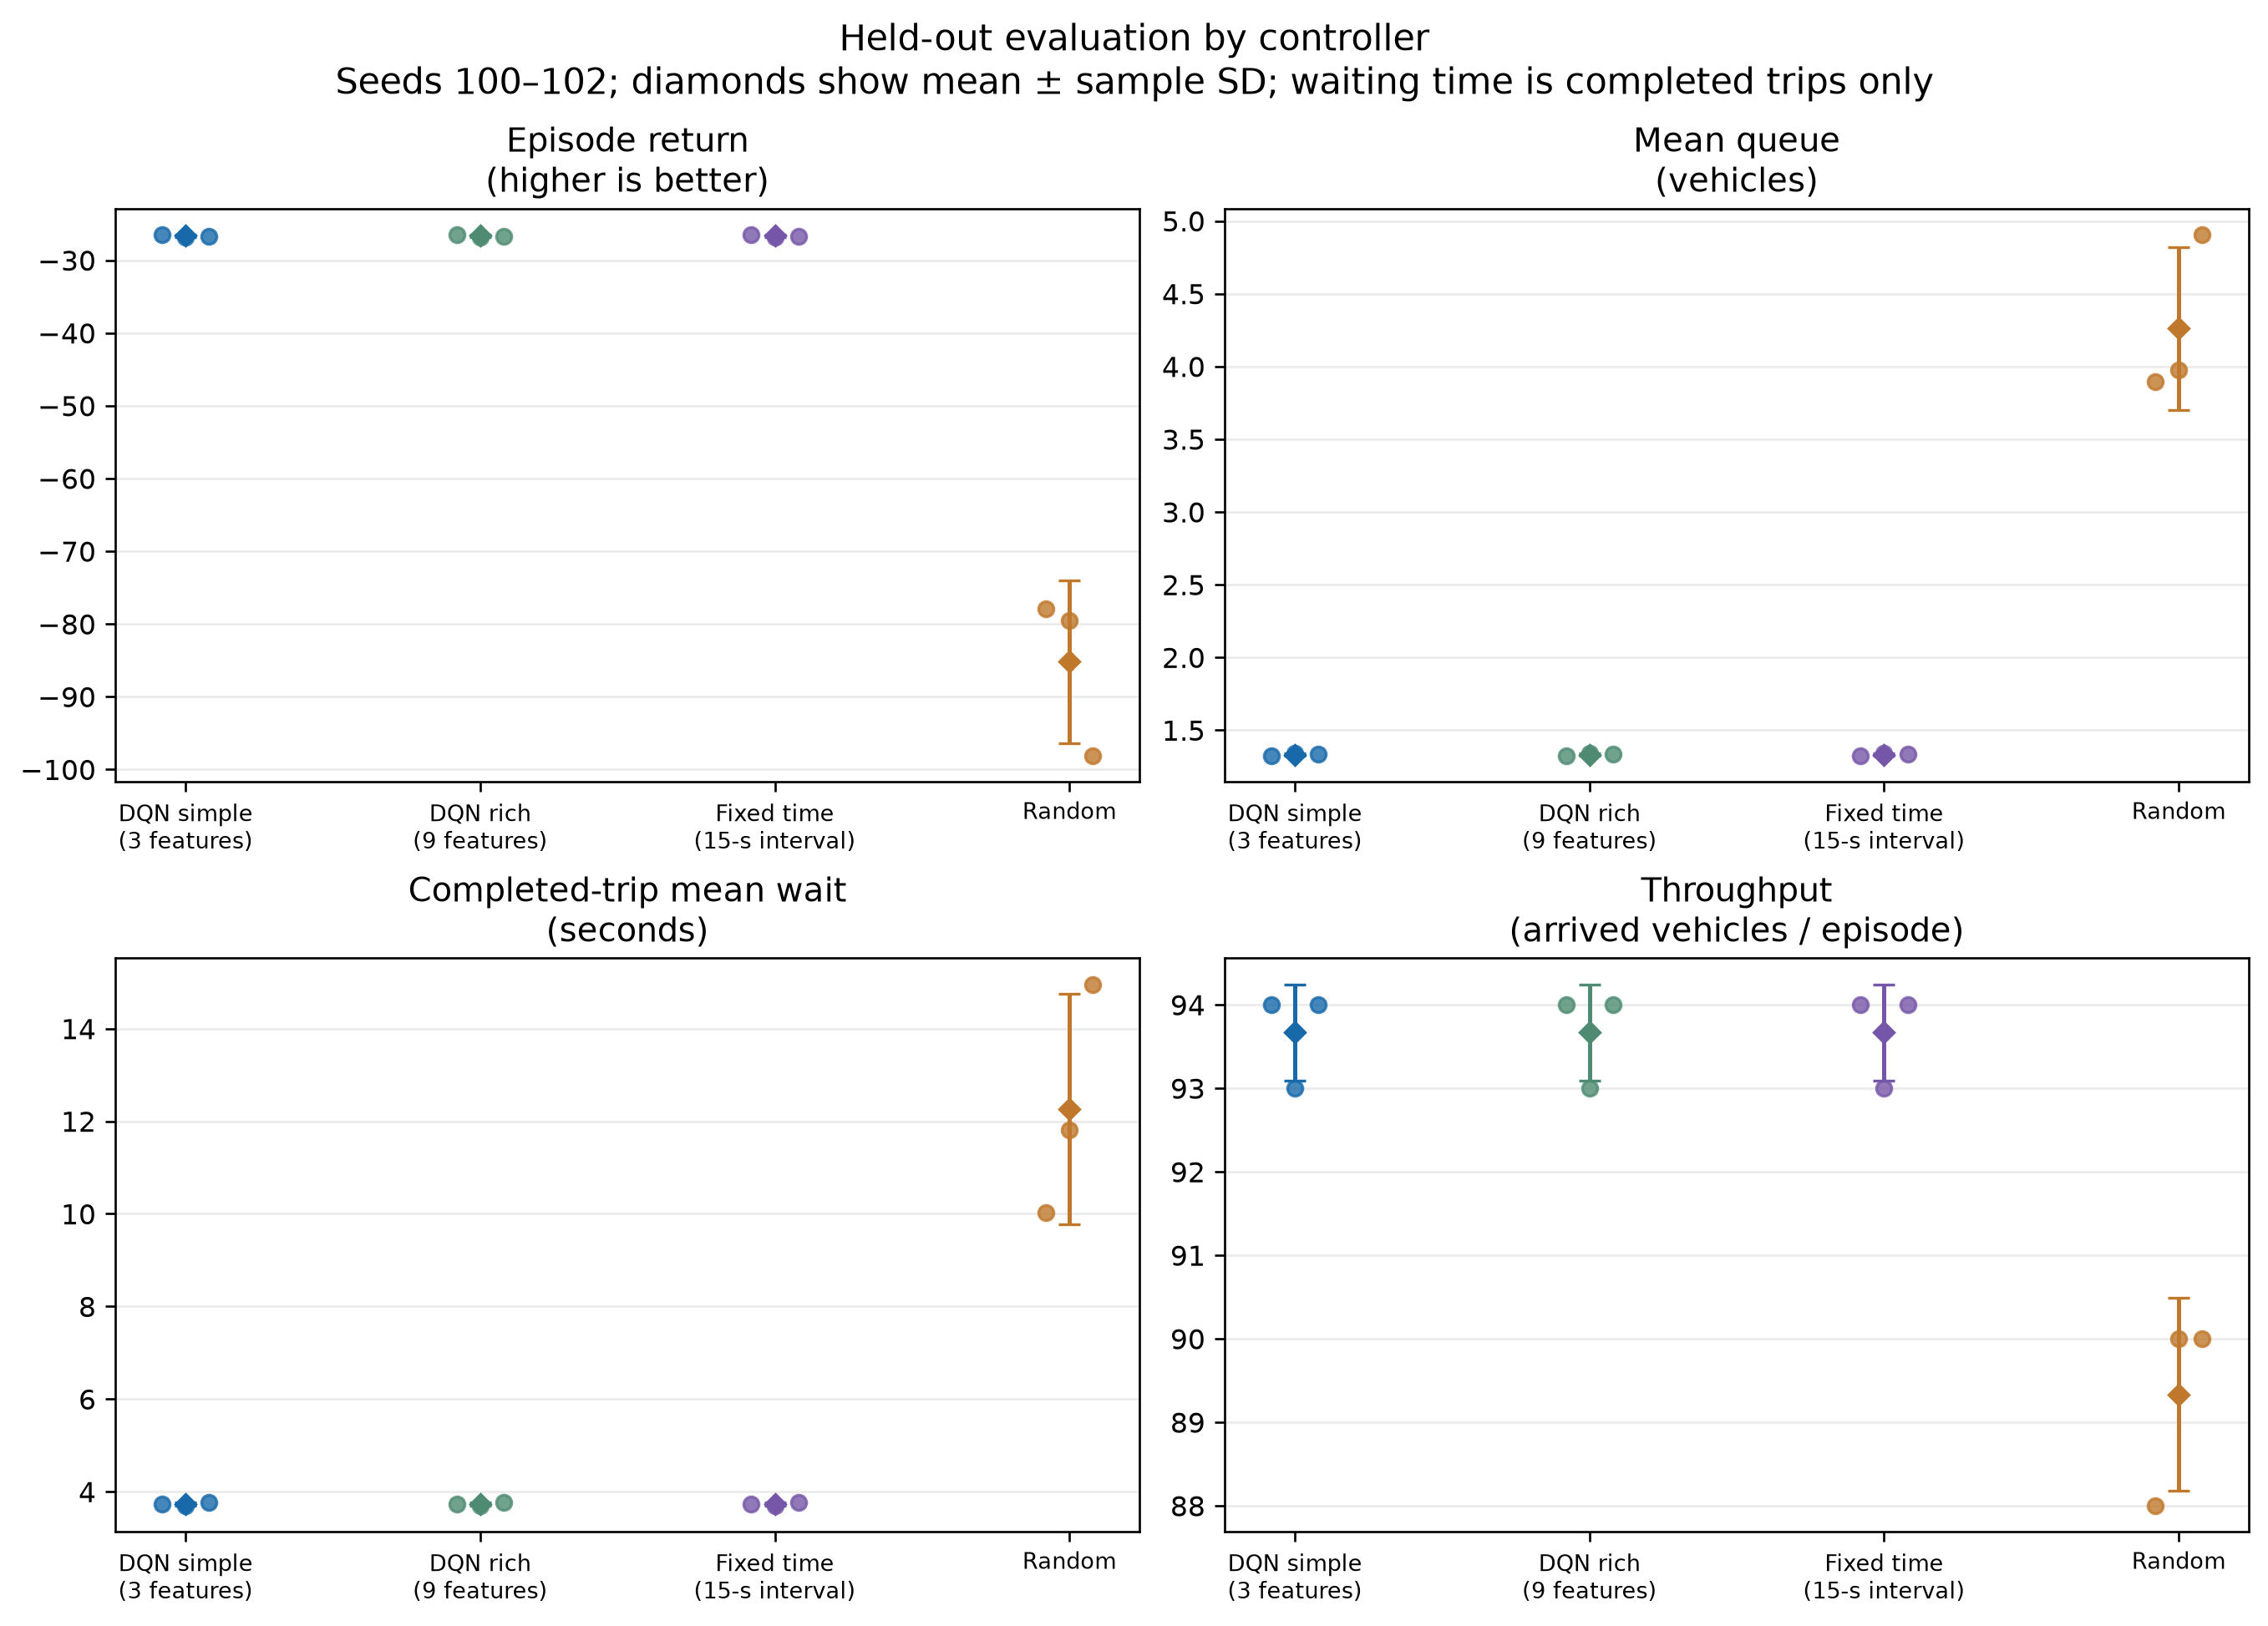 Held-out evaluation by controller
Seeds 100–102; diamonds show mean ± sample SD; waiting time is completed trips only
Episode return
(higher is better)
−30
−40
−50
−60
−70
−80
−90
−100
DQN simple
(3 features)
DQN rich
(9 features)
Fixed time
(15-s interval)
Random
Mean queue
(vehicles)
5.0
4.5
4.0
3.5
3.0
2.5
2.0
1.5
DQN simple
(3 features)
DQN rich
(9 features)
Fixed time
(15-s interval)
Random
Completed-trip mean wait
(seconds)
14
12
10
8
6
4
DQN simple
(3 features)
DQN rich
(9 features)
Fixed time
(15-s interval)
Random
Throughput
(arrived vehicles / episode)
94
93
92
91
90
89
88
DQN simple
(3 features)
DQN rich
(9 features)
Fixed time
(15-s interval)
Random